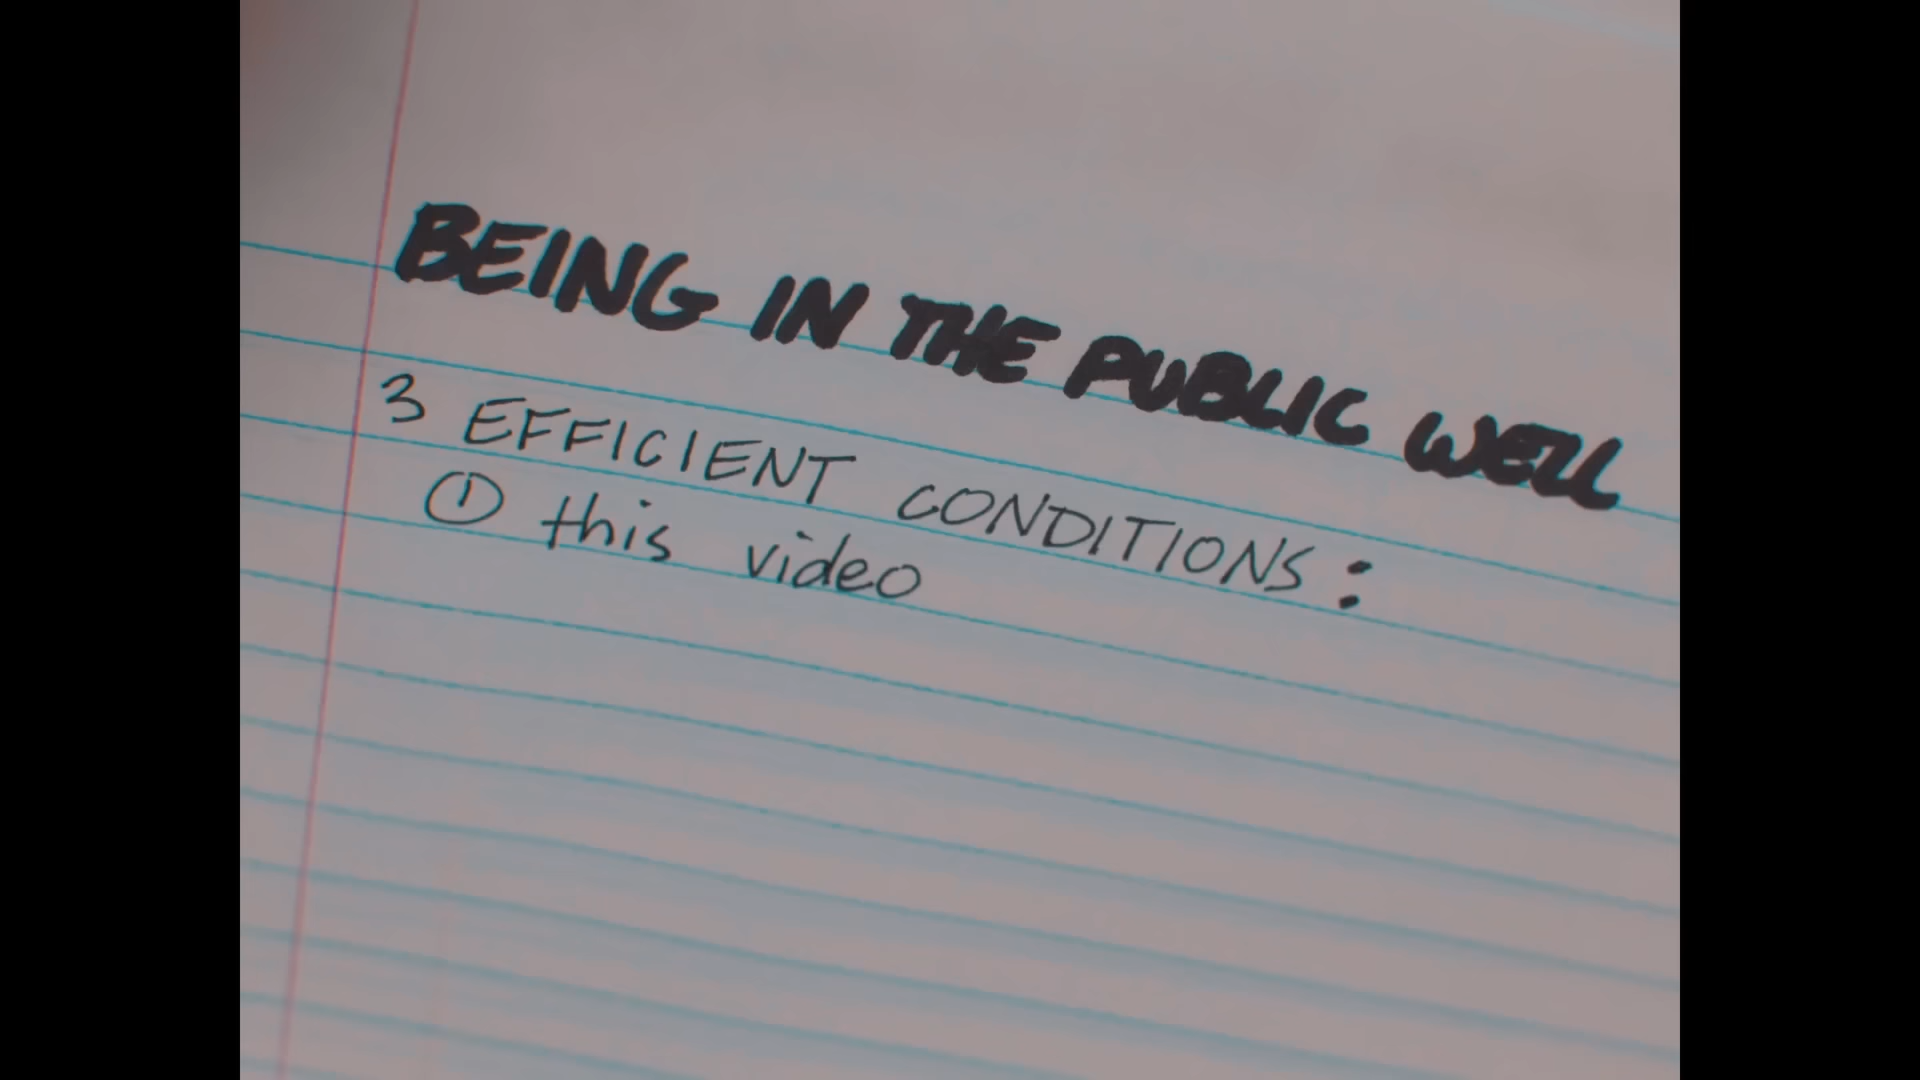 BEING IN THE PUBLIC WELL
3 EFFICIENT CONDITIONS:
① this video